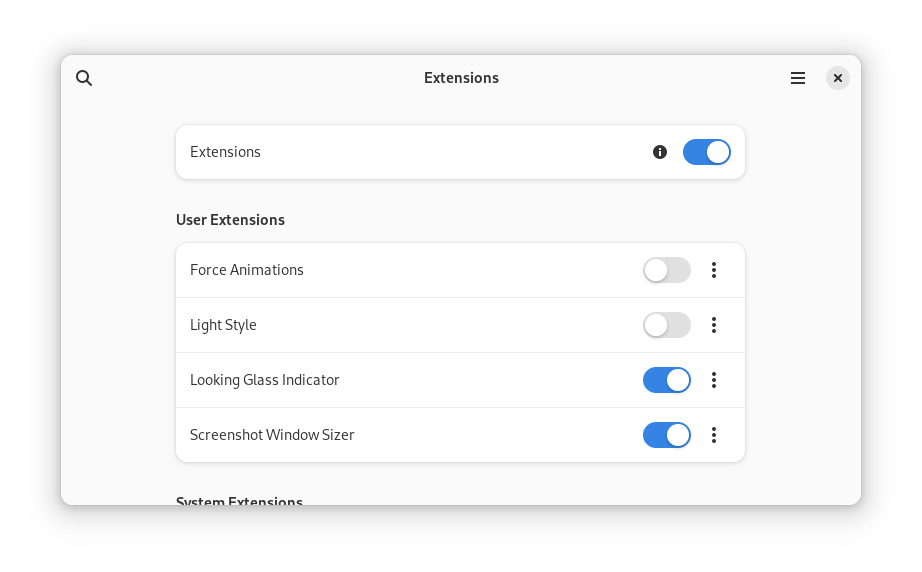 Extensions
Extensions
User Extensions
Force Animations
Light Style
Looking Glass Indicator
Screenshot Window Sizer
System Extensions